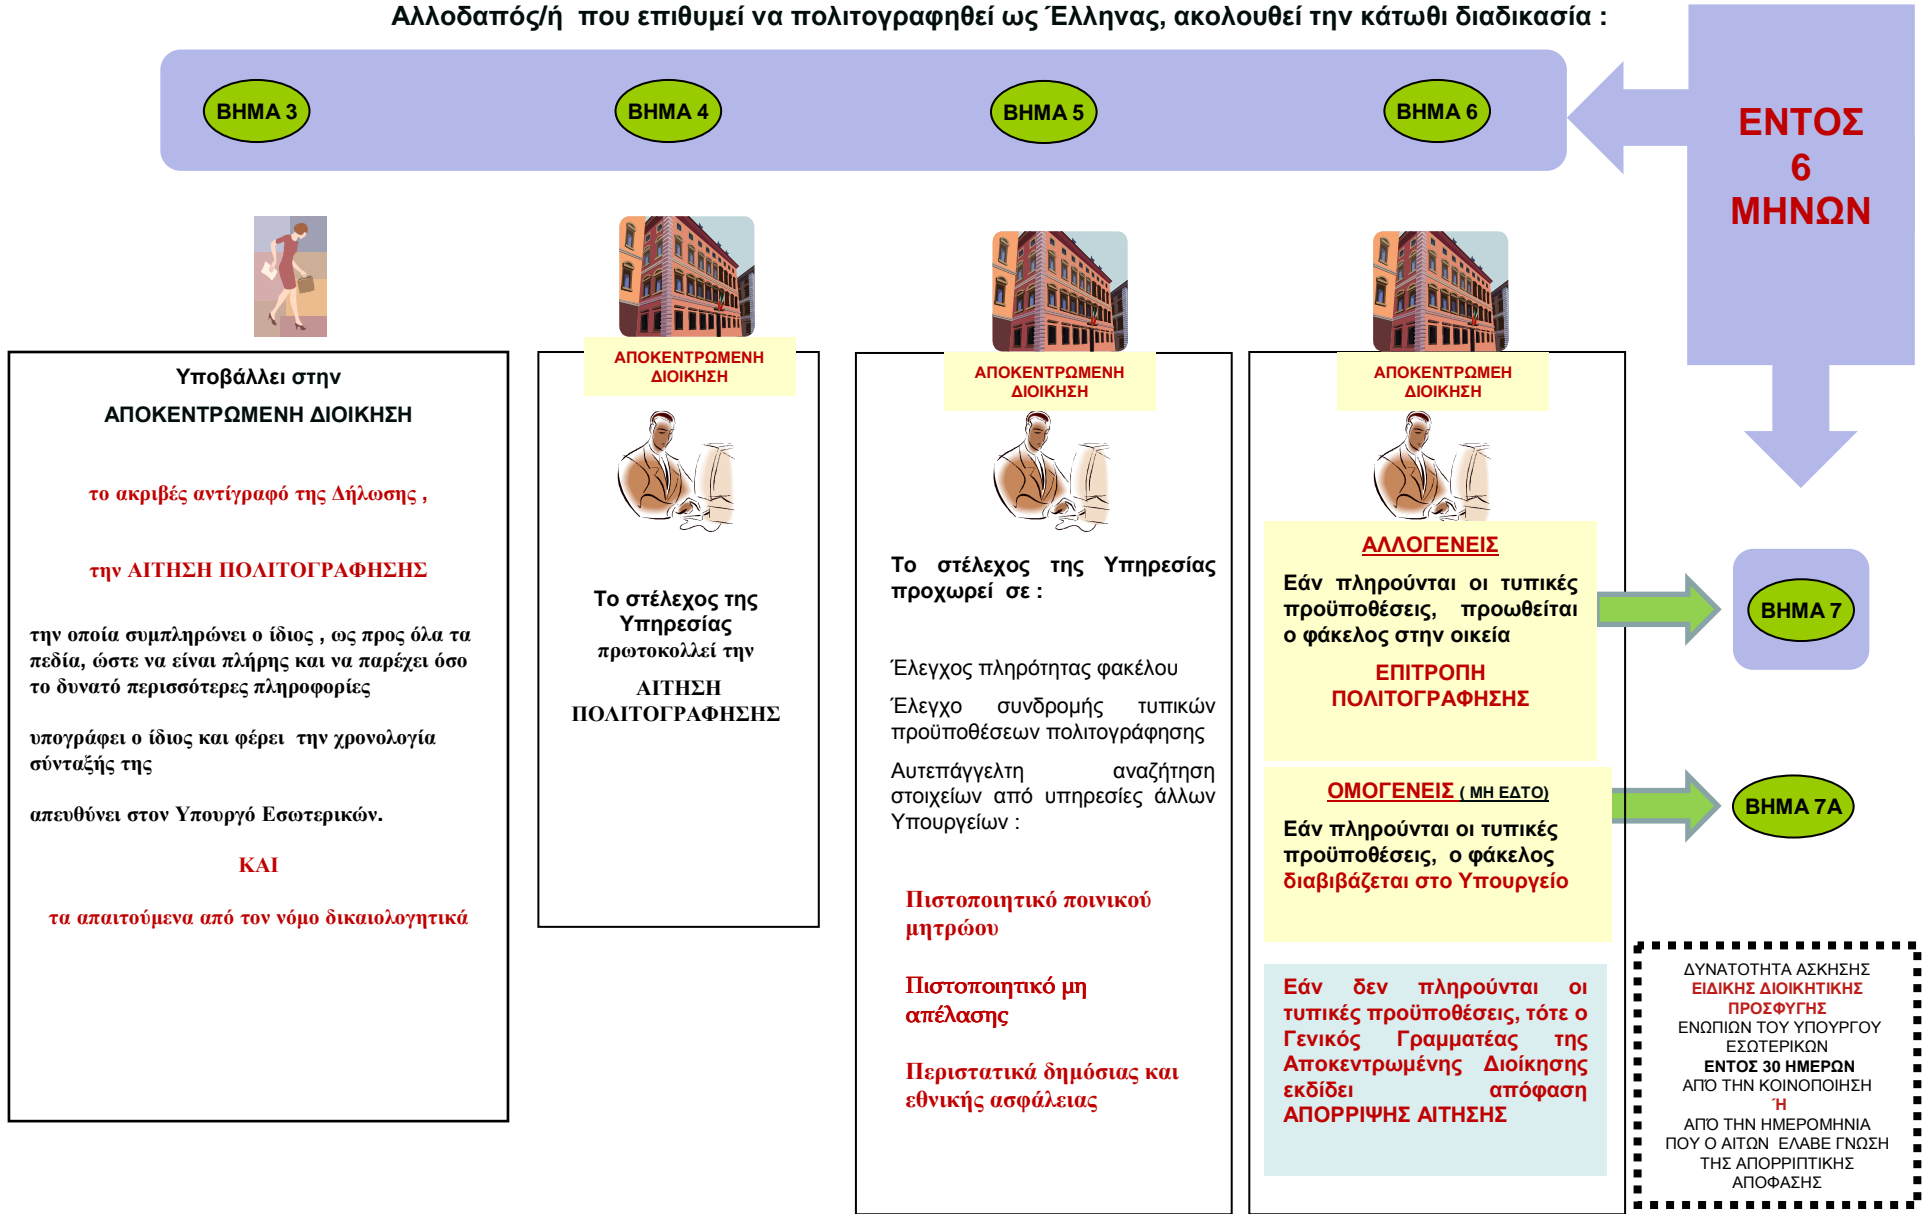 Αλλοδαπός/ή που επιθυμεί να πολιτογραφηθεί ως Έλληνας, ακολουθεί την κάτωθι διαδικασία :
ΒΗΜΑ 3
ΒΗΜΑ 4
ΒΗΜΑ 5
ΒΗΜΑ 6
ΕΝΤΟΣ
6
ΜΗΝΩΝ
Υποβάλλει στην
ΑΠΟΚΕΝΤΡΩΜΕΝΗ ΔΙΟΙΚΗΣΗ
το ακριβές αντίγραφό της Δήλωσης ,
την ΑΙΤΗΣΗ ΠΟΛΙΤΟΓΡΑΦΗΣΗΣ
την οποία συμπληρώνει ο ίδιος , ως προς όλα τα
πεδία, ώστε να είναι πλήρης και να παρέχει όσο
το δυνατό περισσότερες πληροφορίες
υπογράφει ο ίδιος και φέρει την χρονολογία
σύνταξής της
απευθύνει στον Υπουργό Εσωτερικών.
ΚΑΙ
τα απαιτούμενα από τον νόμο δικαιολογητικά
ΑΠΟΚΕΝΤΡΩΜΕΝΗ
ΔΙΟΙΚΗΣΗ
Το στέλεχος της
Υπηρεσίας
πρωτοκολλεί την
ΑΙΤΗΣΗ
ΠΟΛΙΤΟΓΡΑΦΗΣΗΣ
ΑΠΟΚΕΝΤΡΩΜΕΝΗ
ΔΙΟΙΚΗΣΗ
Το στέλεχος της Υπηρεσίας
προχωρεί σε :
Έλεγχος πληρότητας φακέλου
Έλεγχο συνδρομής τυπικών
προϋποθέσεων πολιτογράφησης
Αυτεπάγγελτη αναζήτηση
στοιχείων από υπηρεσίες άλλων
Υπουργείων :
Πιστοποιητικό ποινικού
μητρώου
Πιστοποιητικό μη
απέλασης
Περιστατικά δημόσιας και
εθνικής ασφάλειας
ΑΠΟΚΕΝΤΡΩΜΕΗ
ΔΙΟΙΚΗΣΗ
ΑΛΛΟΓΕΝΕΙΣ
Εάν πληρούνται οι τυπικές
προϋποθέσεις, προωθείται
ο φάκελος στην οικεία
ΕΠΙΤΡΟΠΗ
ΠΟΛΙΤΟΓΡΑΦΗΣΗΣ
ΒΗΜΑ 7
ΟΜΟΓΕΝΕΙΣ ( ΜΗ ΕΔΤΟ)
Εάν πληρούνται οι τυπικές
προϋποθέσεις, ο φάκελος
διαβιβάζεται στο Υπουργείο
ΒΗΜΑ 7Α
Εάν δεν πληρούνται οι
τυπικές προϋποθέσεις, τότε ο
Γενικός Γραμματέας της
Αποκεντρωμένης Διοίκησης
εκδίδει απόφαση
ΑΠΟΡΡΙΨΗΣ ΑΙΤΗΣΗΣ
ΔΥΝΑΤΟΤΗΤΑ ΑΣΚΗΣΗΣ
ΕΙΔΙΚΗΣ ΔΙΟΙΚΗΤΙΚΗΣ
ΠΡΟΣΦΥΓΗΣ
ΕΝΩΠΙΩΝ ΤΟΥ ΥΠΟΥΡΓΟΥ
ΕΣΩΤΕΡΙΚΩΝ
ΕΝΤΟΣ 30 ΗΜΕΡΩΝ
ΑΠΌ ΤΗΝ ΚΟΙΝΟΠΟΙΗΣΗ
Ή
ΑΠΌ ΤΗΝ ΗΜΕΡΟΜΗΝΙΑ
ΠΟΥ Ο ΑΙΤΩΝ ΕΛΑΒΕ ΓΝΩΣΗ
ΤΗΣ ΑΠΟΡΡΙΠΤΙΚΗΣ
ΑΠΟΦΑΣΗΣ